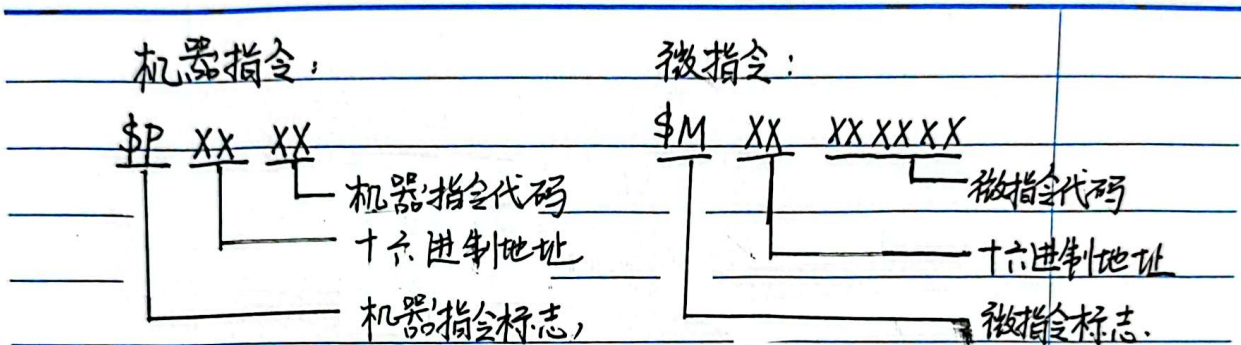 机器指令： 微指令：
$P XX XX $M XX XXXXXX
机器指令代码 微指令代码
十六进制地址 十六进制地址
机器指令标志， 微指令标志.